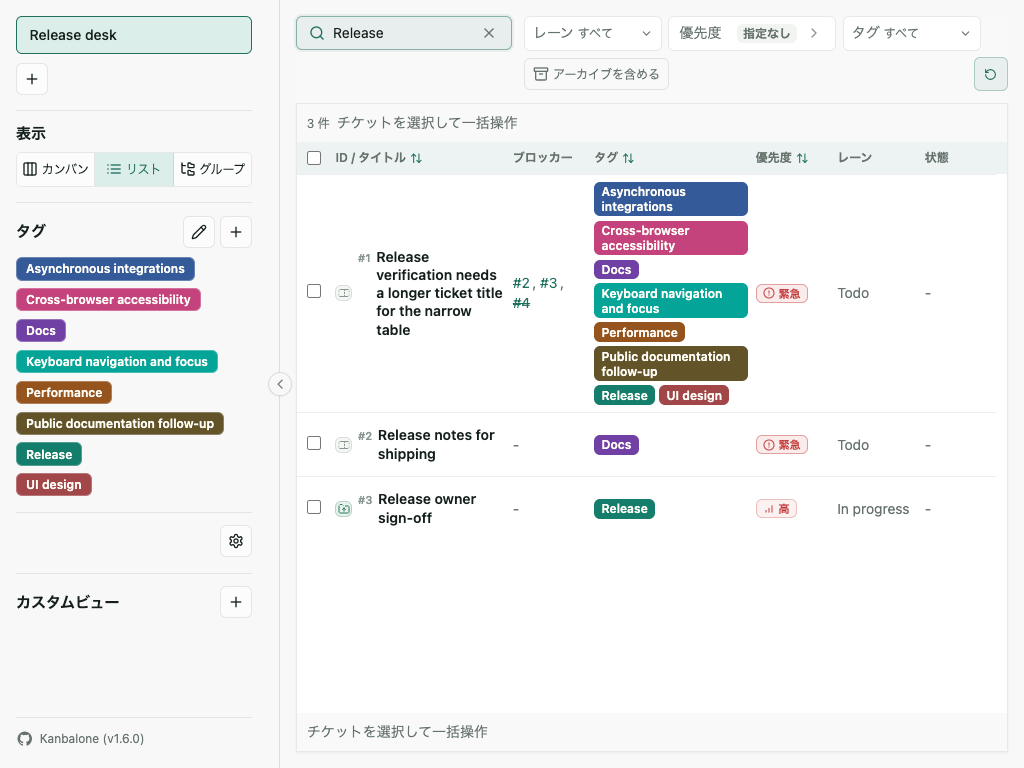 Release desk
表示
カンバン
リスト
グループ
タグ
Asynchronous integrations
Cross-browser accessibility
Docs
Keyboard navigation and focus
Performance
Public documentation follow-up
Release
UI design
カスタムビュー
Kanbalone (v1.6.0)
Release
レーン すべて
優先度 指定なし
タグ すべて
アーカイブを含める
3 件 チケットを選択して一括操作
ID / タイトル ブロッカー タグ 優先度 レーン 状態
#1 Release
verification needs
a longer ticket title
for the narrow
table
#2 , #3 ,
#4
Asynchronous
integrations
Cross-browser
accessibility
Docs
Keyboard navigation
and focus
Performance
Public documentation
follow-up
Release UI design
緊急
Todo
-
#2 Release notes for
shipping
-
Docs
緊急
Todo
-
#3 Release owner
sign-off
-
Release
高
In progress
-
チケットを選択して一括操作